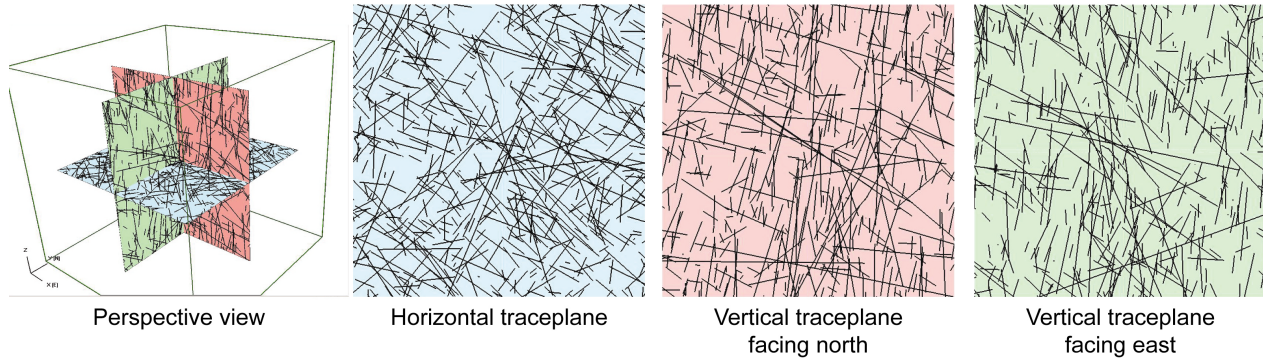 Z
Y [N]
X [E]
Perspective view
Horizontal traceplane
Vertical traceplane
facing north
Vertical traceplane
facing east